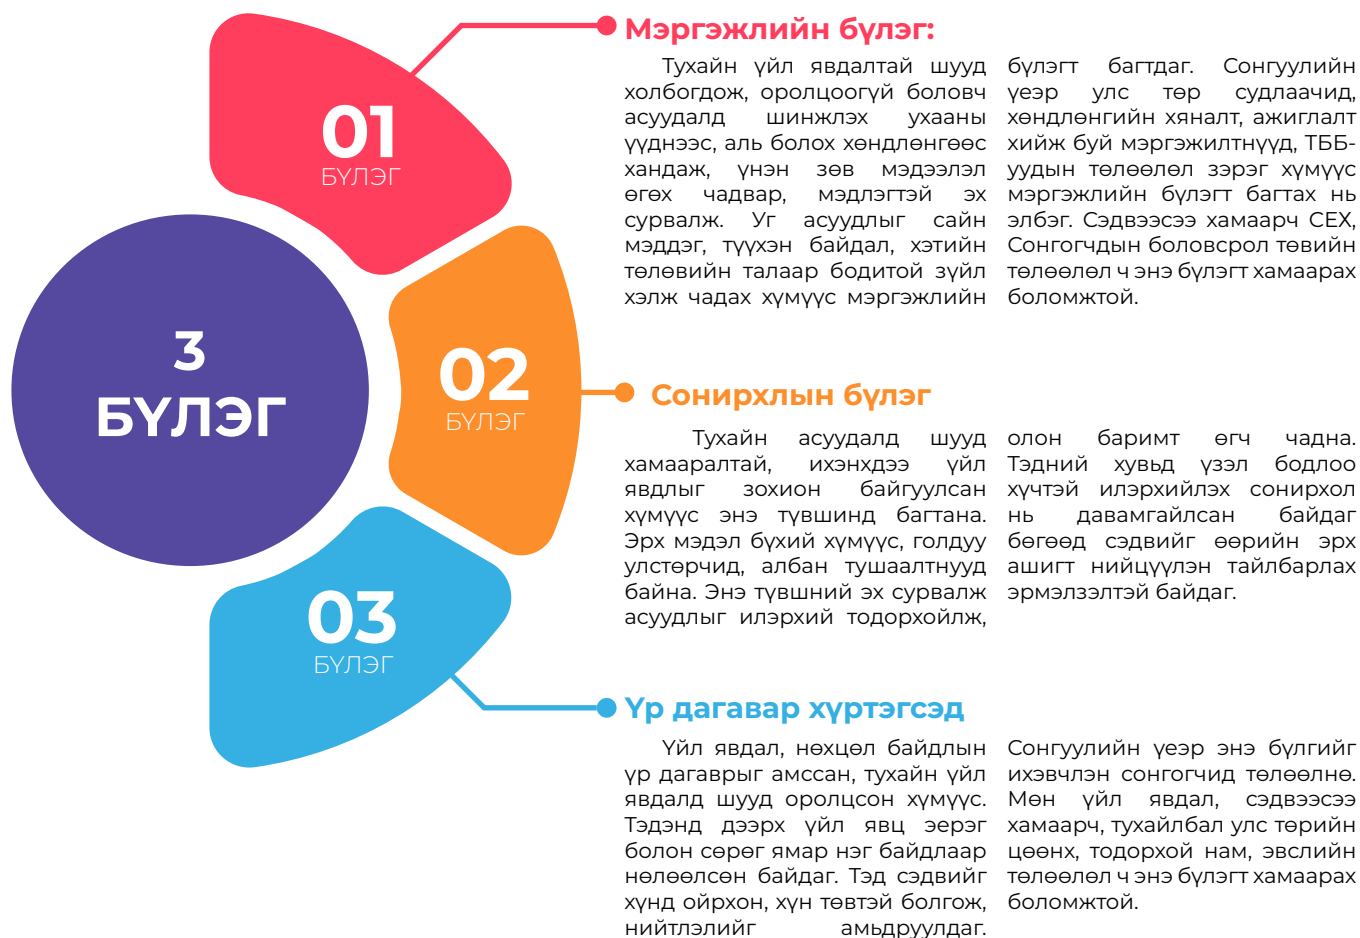 3
БҮЛЭГ
01
БҮЛЭГ
02
БҮЛЭГ
03
БҮЛЭГ
Мэргэжлийн бүлэг:
Тухайн үйл явдалтай шууд
холбогдож, оролцоогүй боловч
асуудалд шинжлэх ухааны
үүднээс, аль болох хөндлөнгөөс
хандаж, үнэн зөв мэдээлэл
өгөх чадвар, мэдлэгтэй эх
сурвалж. Уг асуудлыг сайн
мэддэг, түүхэн байдал, хэтийн
төлөвийн талаар бодитой зүйл
хэлж чадах хүмүүс мэргэжлийн
бүлэгт багтдаг. Сонгуулийн
үеэр улс төр судлаачид,
хөндлөнгийн хяналт, ажиглалт
хийж буй мэргэжилтнүүд, ТББ-
уудын төлөөлөл зэрэг хүмүүс
мэргэжлийн бүлэгт багтах нь
элбэг. Сэдвээсээ хамаарч СЕХ,
Сонгогчдын боловсрол төвийн
төлөөлөл ч энэ бүлэгт хамаарах
боломжтой.
Сонирхлын бүлэг
Тухайн асуудалд шууд
хамааралтай, ихэнхдээ үйл
явдлыг зохион байгуулсан
хүмүүс энэ түвшинд багтана.
Эрх мэдэл бүхий хүмүүс, голдуу
улстөрчид, албан тушаалтнууд
байна. Энэ түвшний эх сурвалж
асуудлыг илэрхий тодорхойлж,
олон баримт өгч чадна.
Тэдний хувьд үзэл бодлоо
хүчтэй илэрхийлэх сонирхол
нь давамгайлсан байдаг
бөгөөд сэдвийг өөрийн эрх
ашигт нийцүүлэн тайлбарлах
эрмэлзэлтэй байдаг.
Үр дагавар хүртэгсэд
Үйл явдал, нөхцөл байдлын
үр дагаврыг амссан, тухайн үйл
явдалд шууд оролцсон хүмүүс.
Тэдэнд дээрх үйл явц эерэг
болон сөрөг ямар нэг байдлаар
нөлөөлсөн байдаг. Тэд сэдвийг
хүнд ойрхон, хүн төвтэй болгож,
нийтлэлийг амьдруулдаг.
Сонгуулийн үеэр энэ бүлгийг
ихэвчлэн сонгогчид төлөөлнө.
Мөн үйл явдал, сэдвээсээ
хамаарч, тухайлбал улс төрийн
цөөнх, тодорхой нам, эвслийн
төлөөлөл ч энэ бүлэгт хамаарах
боломжтой.